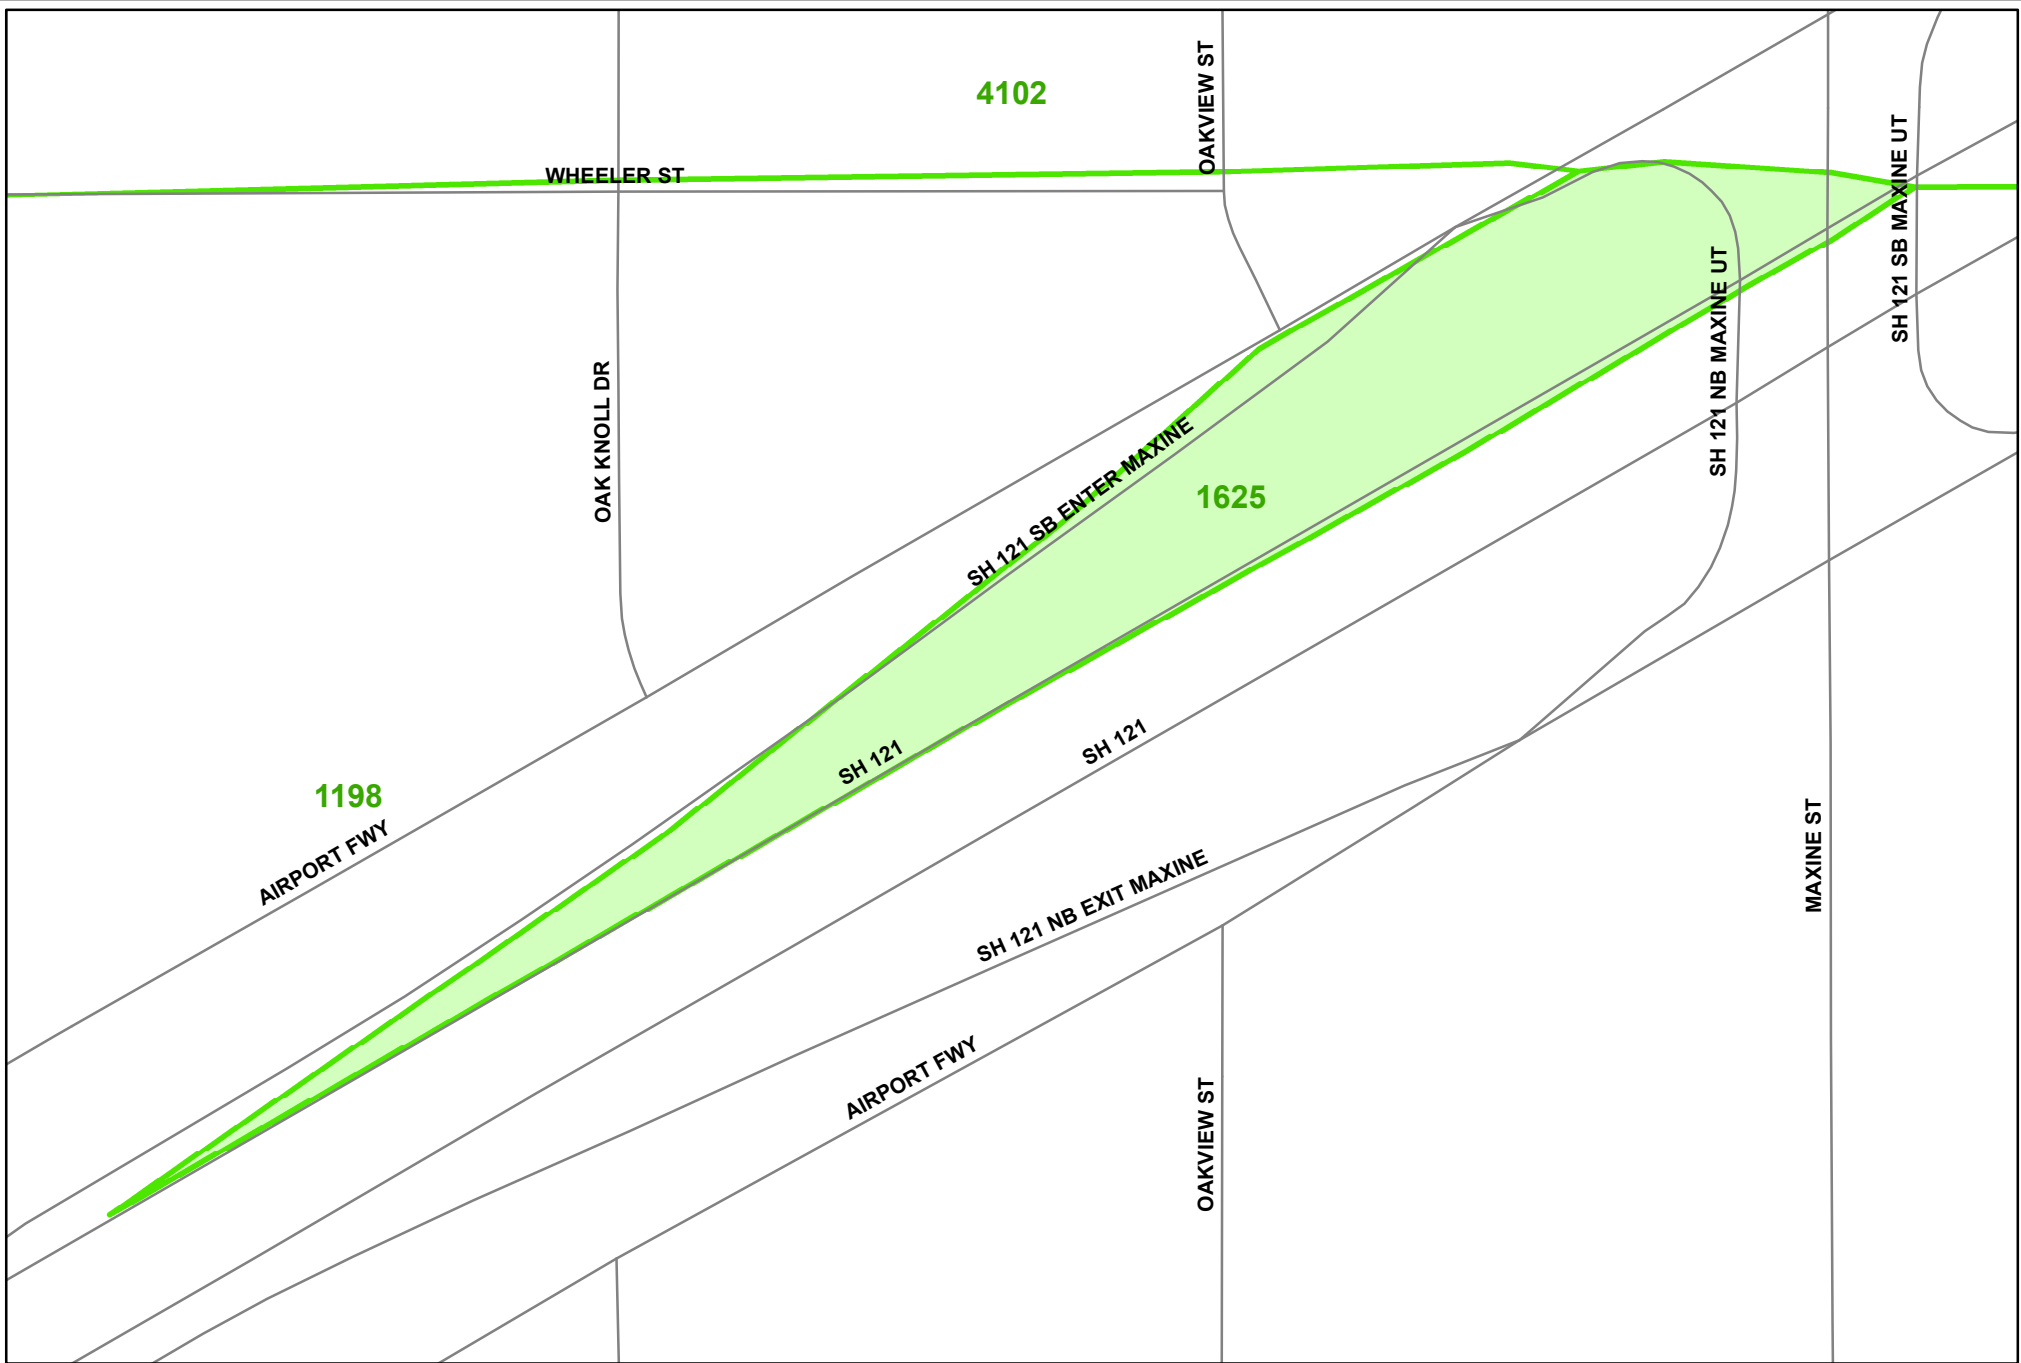 4102
OAKVIEW ST
WHEELER ST
SH 121 SB MAXINE UT
SH 121 NB MAXINE UT
OAK KNOLL DR
SH 121 SB ENTER MAXINE
1625
SH 121
SH 121
1198
AIRPORT FWY
MAXINE ST
SH 121 NB EXIT MAXINE
AIRPORT FWY
OAKVIEW ST